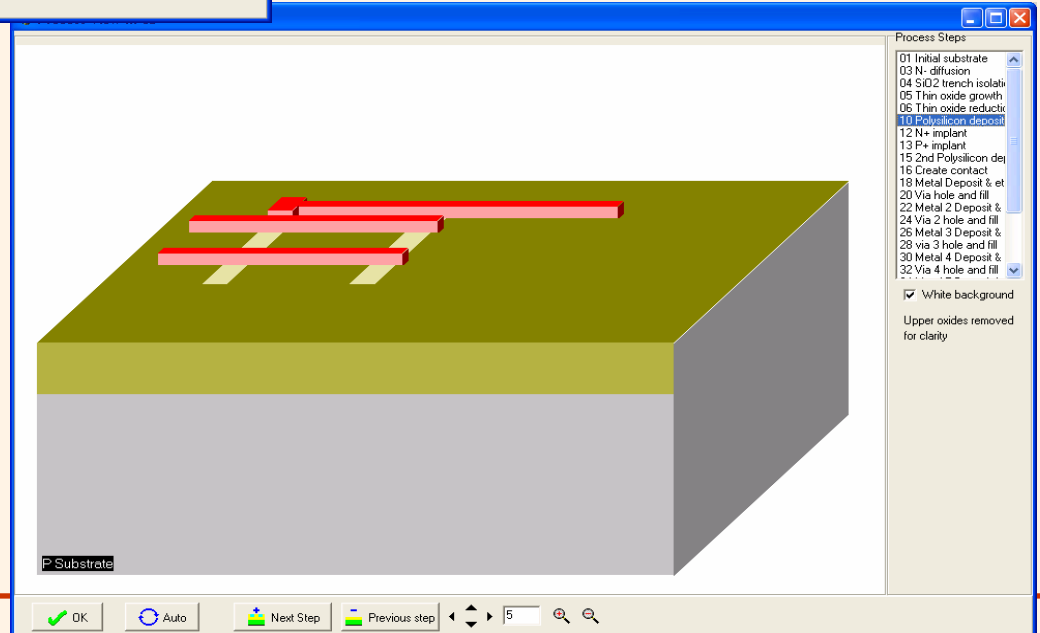 Process Steps
01 Initial substrate
03 N- diffusion
04 SiO2 trench isolati
05 Thin oxide growth
06 Thin oxide reductic
10 Polysilicon deposit
12 N+ implant
13 P+ implant
15 2nd Polysilicon dep
16 Create contact
18 Metal Deposit & et
20 Via hole and fill
22 Metal 2 Deposit &
24 Via 2 hole and fill
26 Metal 3 Deposit &
28 via 3 hole and fill
30 Metal 4 Deposit &
32 Via 4 hole and fill
White background
Upper oxides removed
for clarity
P Substrate
OK Auto Next Step Previous step 5